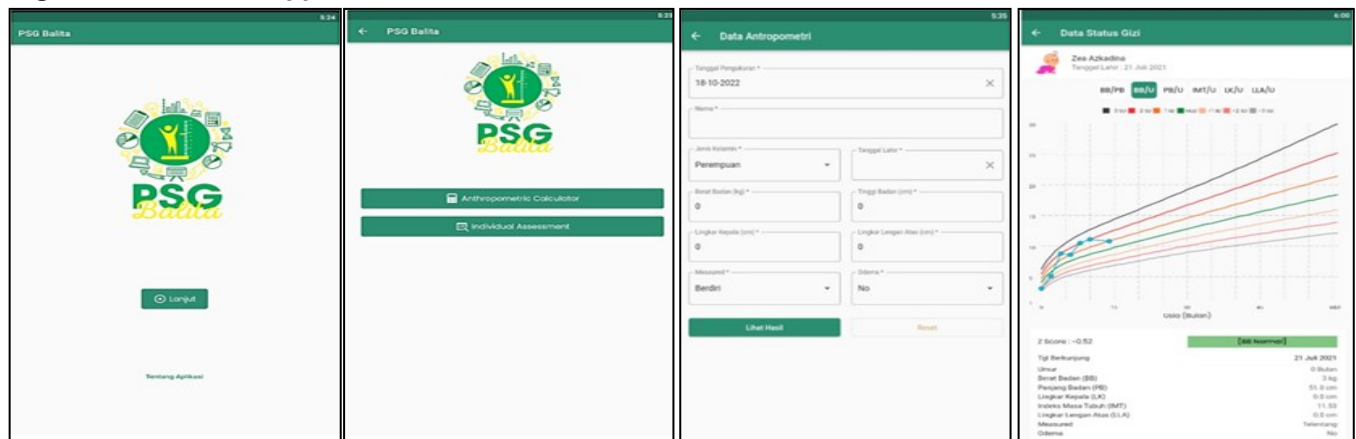 5:24
PSG Balita
PSG
Balita
Lanjut
Tentang Aplikasi
5:23
PSG Balita
PSG
Balita
Anthropometric Calculator
Individual Assessment
5:35
Data Antropometri
Tanggal Pengukuran *
18-10-2022
Nama *
Jenis Kelamin *
Perempuan
Tanggal Lahir *
Berat Badan (kg) *
0
Tinggi Badan (cm) *
0
Lingkar Kepala (cm) *
0
Lingkar Lengan Atas (cm) *
0
Measured *
Berdiri
Odema *
No
Lihat Hasil
Reset
6:00
Data Status Gizi
Zea Azkadina
Tanggal Lahir : 21 Juli 2021
BB/PB BB/U PB/U IMT/U LK/U LLA/U
Usia (Bulan)
Z Score : -0.52
[BB Normal]
Tgl Berkunjung 21 Juli 2021
Umur 0 Bulan
Berat Badan (BB) 3 kg
Panjang Badan (PB) 51.0 cm
Lingkar Kepala (LK) 0.0 cm
Indeks Masa Tubuh (IMT) 11.53
Lingkar Lengan Atas (LLA) 0.0 cm
Measured Telentang
Odema No